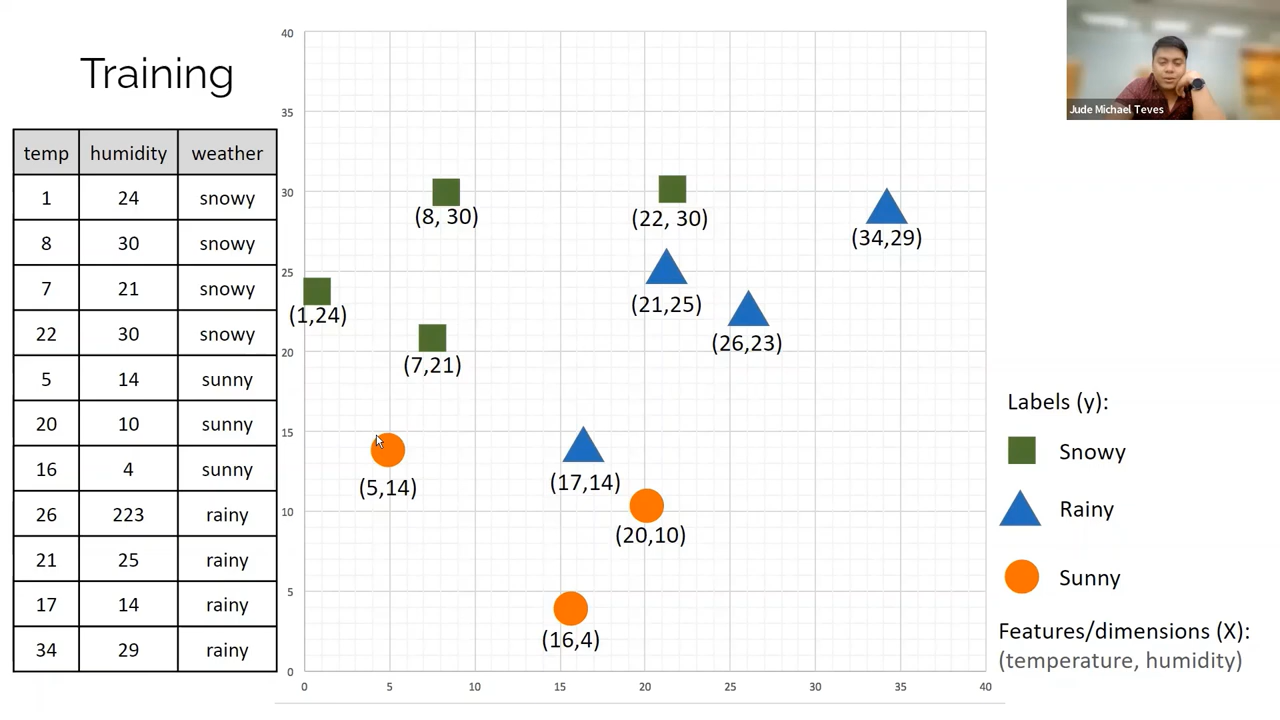 Training
temp humidity weather
1 24 snowy
8 30 snowy
7 21 snowy
22 30 snowy
5 14 sunny
20 10 sunny
16 4 sunny
26 223 rainy
21 25 rainy
17 14 rainy
34 29 rainy
40
35
30
25
20
15
10
5
0
0 5 10 15 20 25 30 35 40
(8, 30)
(22, 30)
(34,29)
(1,24)
(21,25)
(26,23)
(7,21)
(5,14)
(17,14)
(20,10)
(16,4)
Jude Michael Teves
Labels (y):
Snowy
Rainy
Sunny
Features/dimensions (X):
(temperature, humidity)